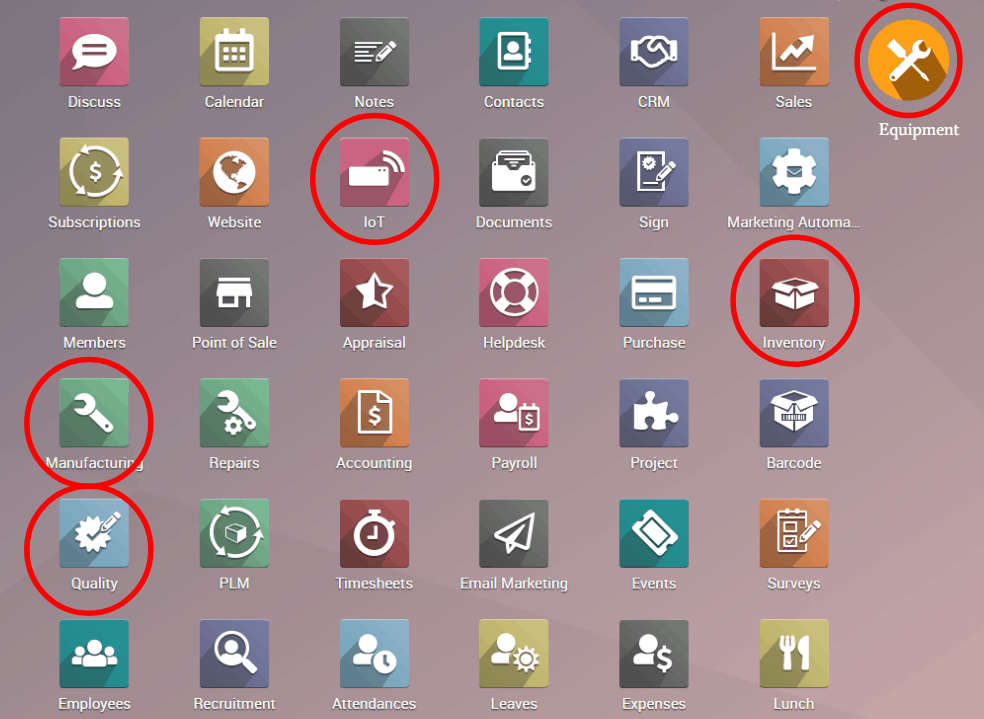 Discuss
Calendar
Notes
Contacts
CRM
Sales
Equipment
Subscriptions
Website
IoT
Documents
Sign
Marketing Automa...
Members
Point of Sale
Appraisal
Helpdesk
Purchase
Inventory
Manufacturing
Repairs
Accounting
Payroll
Project
Barcode
Quality
PLM
Timesheets
Email Marketing
Events
Surveys
Employees
Recruitment
Attendances
Leaves
Expenses
Lunch